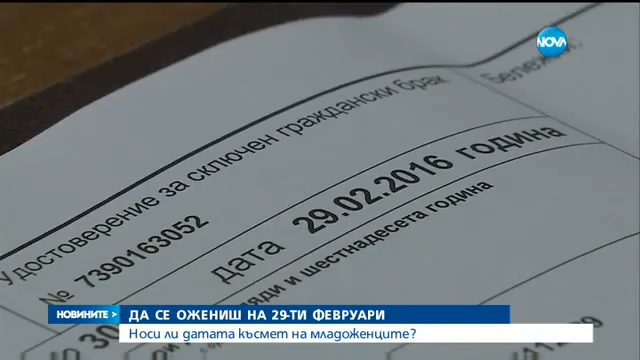 NOVA
Бележк
Удостоверение за сключен граждански брак
№ 7390163052 дата 29.02.2016 година
и шестнадесета година
НОВИНИТЕ
ДА СЕ ОЖЕНИШ НА 29-ТИ ФЕВРУАРИ
Носи ли датата късмет на младоженците?